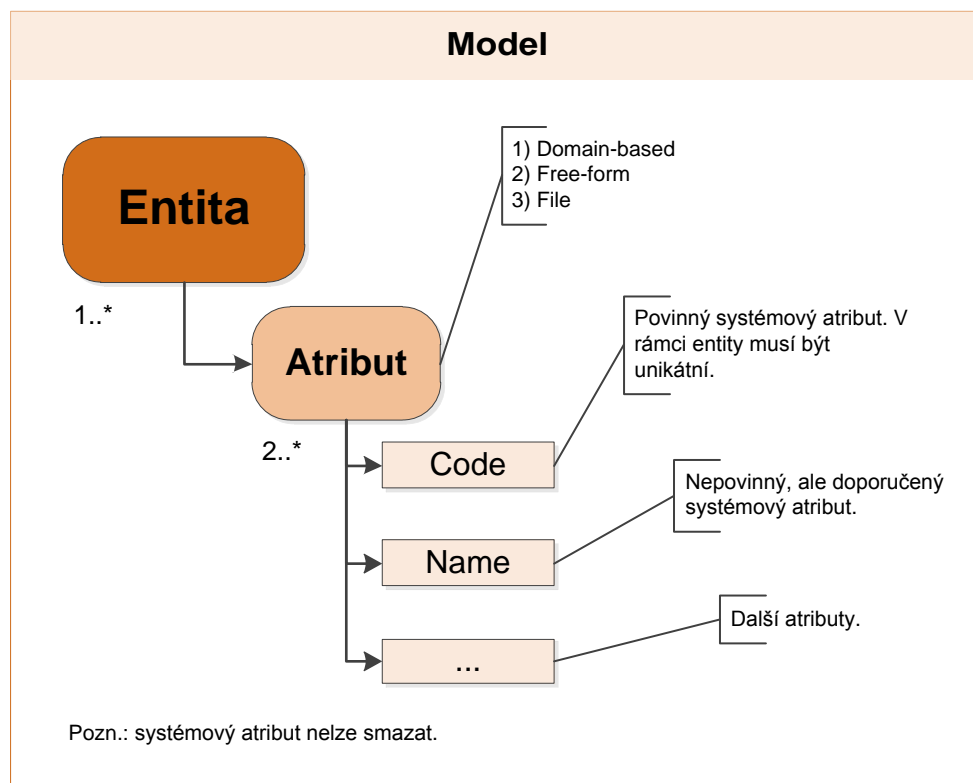 Model
Entita
1) Domain-based
2) Free-form
3) File
1..*
Atribut
Povinný systémový atribut. V
rámci entity musí být
unikátní.
2..*
Code
Nepovinný, ale doporučený
systémový atribut.
Name
Další atributy.
...
Pozn.: systémový atribut nelze smazat.